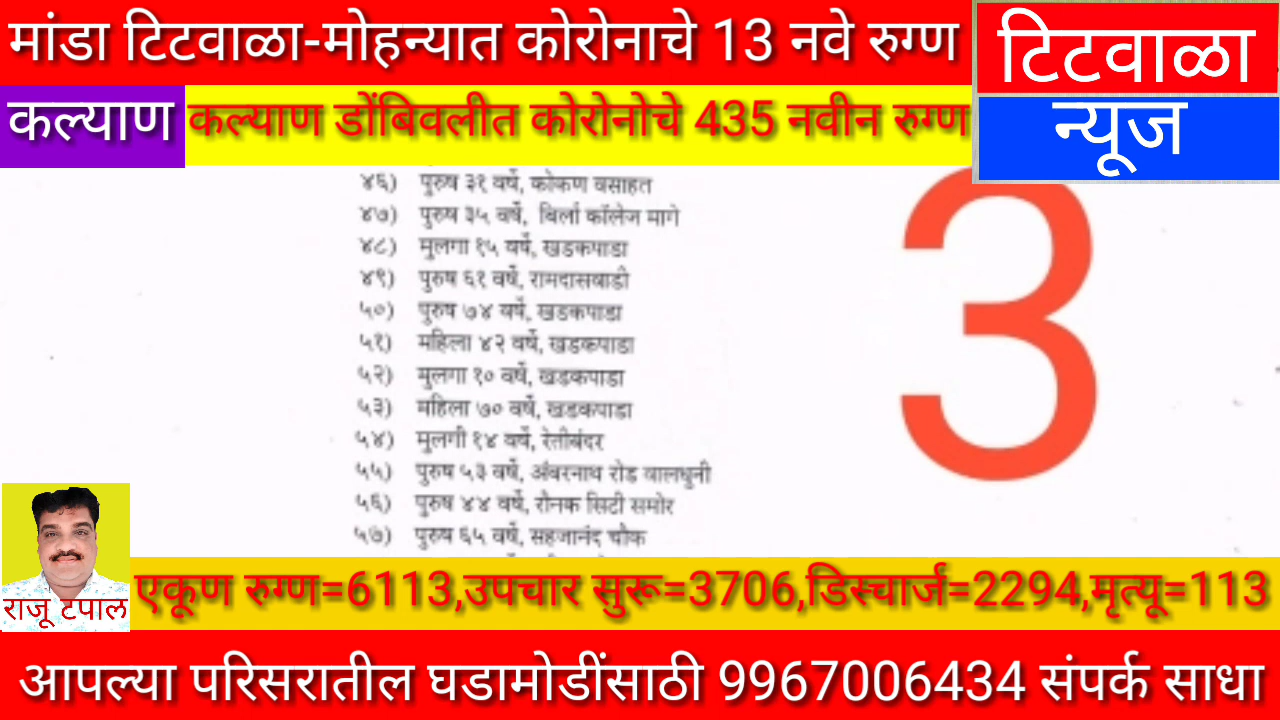 मांडा टिटवाळा-मोहन्यात कोरोनाचे 13 नवे रुग्ण
टिटवाळा
न्यूज
कल्याण
कल्याण डोंबिवलीत कोरोनोचे 435 नवीन रुग्ण
3
४६) पुरुष ३१ वर्षे, कोकण वसाहत
४७) पुरुष ३५ वर्षे, बिर्ला कॉलेज मागे
४८) मुलगा १५ वर्षे, खडकपाडा
४९) पुरुष ६१ वर्षे, रामदासवाडी
५०) पुरुष ७४ वर्षे, खडकपाडा
५१) महिला ४२ वर्षे, खडकपाडा
५२) मुलगा १० वर्षे, खडकपाडा
५३) महिला ७० वर्षे, खडकपाडा
५४) मुलगी १४ वर्षे, रेतीबंदर
५५) पुरुष ५३ वर्षे, अंबरनाथ रोड वालधुनी
५६) पुरुष ४४ वर्षे, रौनक सिटी समोर
५७) पुरुष ६५ वर्षे, सहजानंद चौक
राजू टपाल
एकूण रुग्ण=6113,उपचार सुरू=3706,डिस्चार्ज=2294,मृत्यू=113
आपल्या परिसरातील घडामोडींसाठी 9967006434 संपर्क साधा